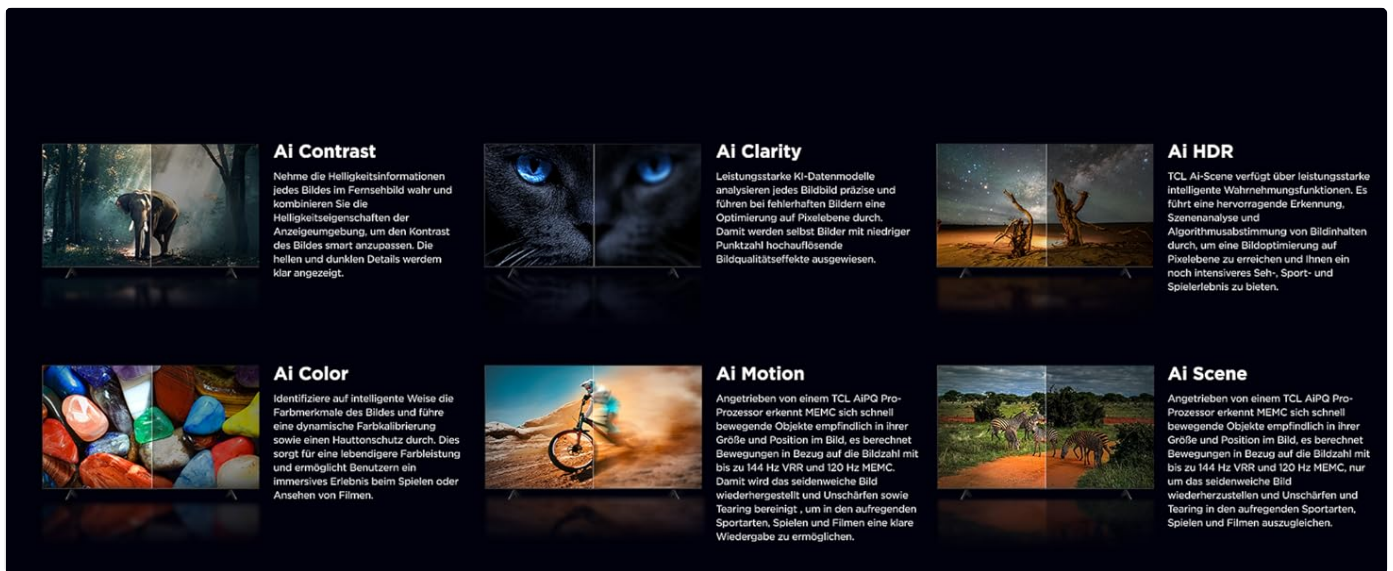 Ai Contrast
Nehme die Helligkeitsinformationen
jedes Bildes im Fernsehbild wahr und
kombinieren Sie die
Helligkeitseigenschaften der
Anzeigeumgebung, um den Kontrast
des Bildes smart anzupassen. Die
hellen und dunklen Details werdem
klar angezeigt.
Ai Clarity
Leistungsstarke KI-Datenmodelle
analysieren jedes Bildbild präzise und
führen bei fehlerhaften Bildern eine
Optimierung auf Pixelebene durch.
Damit werden selbst Bilder mit niedriger
Punktzahl hochauflösende
Bildqualitätseffekte ausgewiesen.
Ai HDR
TCL Ai-Scene verfügt über leistungsstarke
intelligente Wahrnehmungsfunktionen. Es
führt eine hervorragende Erkennung,
Szenenanalyse und
Algorithmusabstimmung von Bildinhalten
durch, um eine Bildoptimierung auf
Pixelebene zu erreichen und Ihnen ein
noch intensiveres Seh-, Sport- und
Spielerlebnis zu bieten.
Ai Color
Identifiziere auf intelligente Weise die
Farbmerkmale des Bildes und führe
eine dynamische Farbkalibrierung
sowie einen Hauttonschutz durch. Dies
sorgt für eine lebendigere Farbleistung
und ermöglicht Benutzern ein
immersives Erlebnis beim Spielen oder
Ansehen von Filmen.
Ai Motion
Angetrieben von einem TCL AiPQ Pro-
Prozessor erkennt MEMC sich schnell
bewegende Objekte empfindlich in ihrer
Größe und Position im Bild, es berechnet
Bewegungen in Bezug auf die Bildzahl mit
bis zu 144 Hz VRR und 120 Hz MEMC.
Damit wird das seidenweiche Bild
wiederhergestellt und Unschärfen sowie
Tearing bereinigt , um in den aufregenden
Sportarten, Spielen und Filmen eine klare
Wiedergabe zu ermöglichen.
Ai Scene
Angetrieben von einem TCL AiPQ Pro-
Prozessor erkennt MEMC sich schnell
bewegende Objekte empfindlich in ihrer
Größe und Position im Bild, es berechnet
Bewegungen in Bezug auf die Bildzahl mit
bis zu 144 Hz VRR und 120 Hz MEMC, nur
um das seidenweiche Bild
wiederherzustellen und Unschärfen und
Tearing in den aufregenden Sportarten,
Spielen und Filmen auszugleichen.